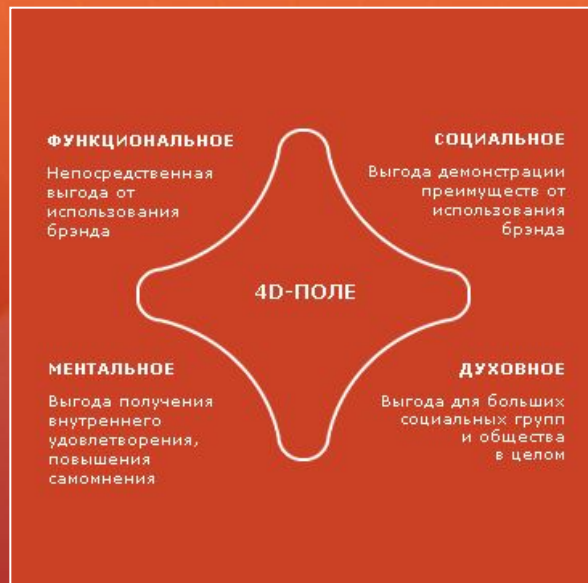 ФУНКЦИОНАЛЬНОЕ
Непосредственная
выгода от
использования
брэнда
СОЦИАЛЬНОЕ
Выгода демонстрации
преимуществ от
использования
брэнда
4D-ПОЛЕ
МЕНТАЛЬНОЕ
Выгода получения
внутреннего
удовлетворения,
повышения
самомнения
ДУХОВНОЕ
Выгода для больших
социальных групп
и общества
в целом